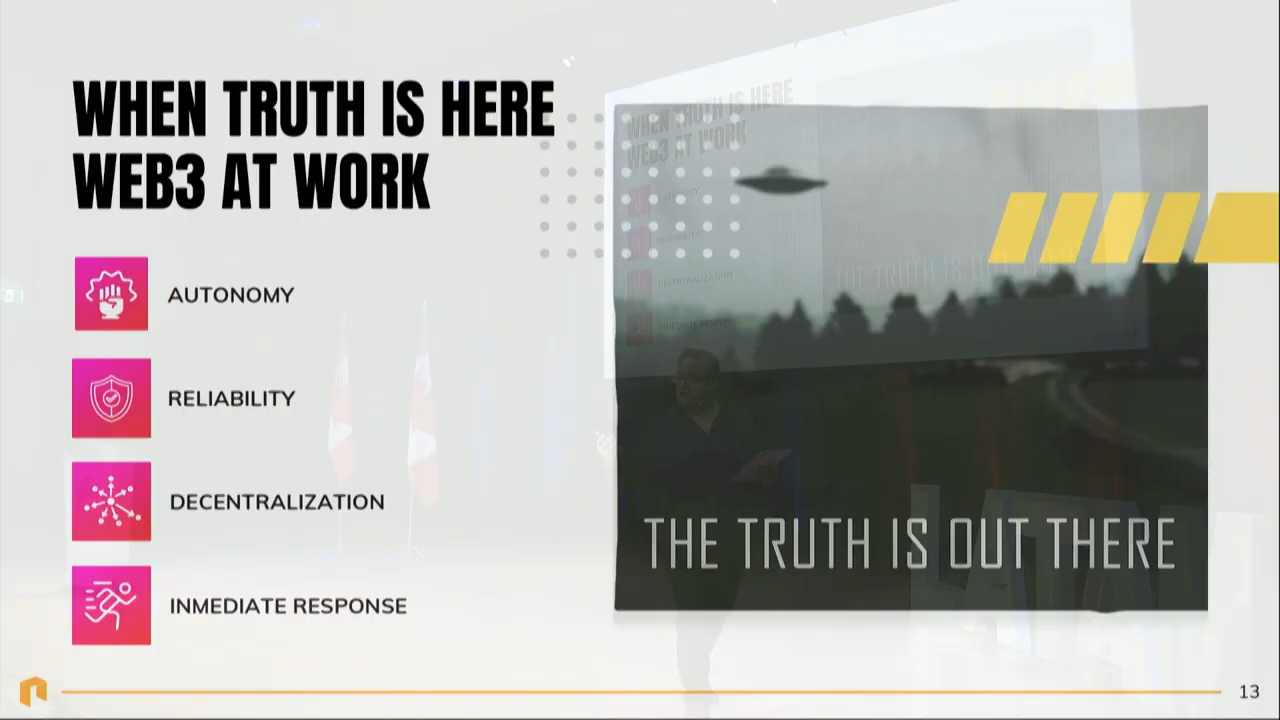 WHEN TRUTH IS HERE
WEB3 AT WORK
AUTONOMY
RELIABILITY
DECENTRALIZATION
INMEDIATE RESPONSE
THE TRUTH IS OUT THERE
13